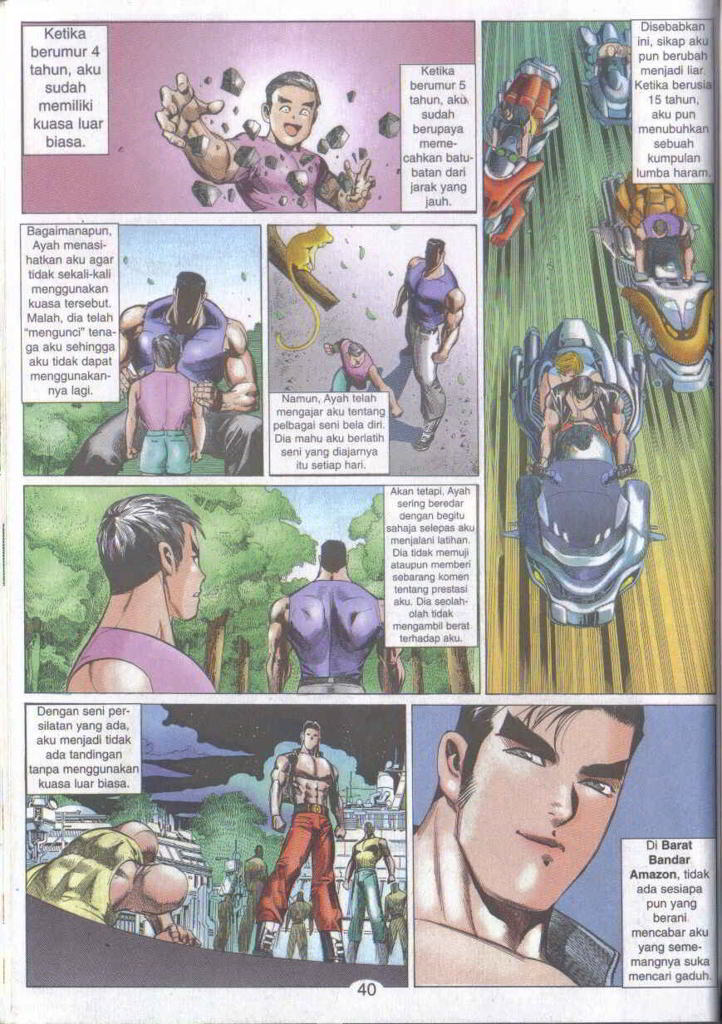 Ketika
berumur 4
tahun, aku
sudah
memiliki
kuasa luar
biasa.
Ketika
berumur 5
tahun, aku
sudah
berupaya
meme-
cahkan batu-
batan dari
jarak yang
jauh.
Bagaimanapun,
Ayah menasi-
hatkan aku agar
tidak sekali-kali
menggunakan
kuasa tersebut.
Malah, dia telah
"mengunci" tena-
ga aku sehingga
aku tidak dapat
menggunakan-
nya lagi.
Namun, Ayah telah
mengajar aku tentang
pelbagai seni bela diri.
Dia mahu aku berlatih
seni yang diajarnya
itu setiap hari.
Akan tetapi, Ayah
sering beredar
dengan begitu
sahaja selepas aku
menjalani latihan.
Dia tidak memuji
ataupun memberi
sebarang komen
tentang prestasi
aku. Dia seolah-
olah tidak
mengambil berat
terhadap aku.
Disebabkan
ini, sikap aku
pun berubah
menjadi liar.
Ketika berusia
15 tahun,
aku pun
menubuhkan
sebuah
kumpulan
lumba haram.
Dengan seni per-
silatan yang ada,
aku menjadi tidak
ada tandingan
tanpa menggunakan
kuasa luar biasa.
Di Barat
Bandar
Amazon, tidak
ada sesiapa
pun yang
berani
mencabar aku
yang seme-
mangnya suka
mencari gaduh.
40